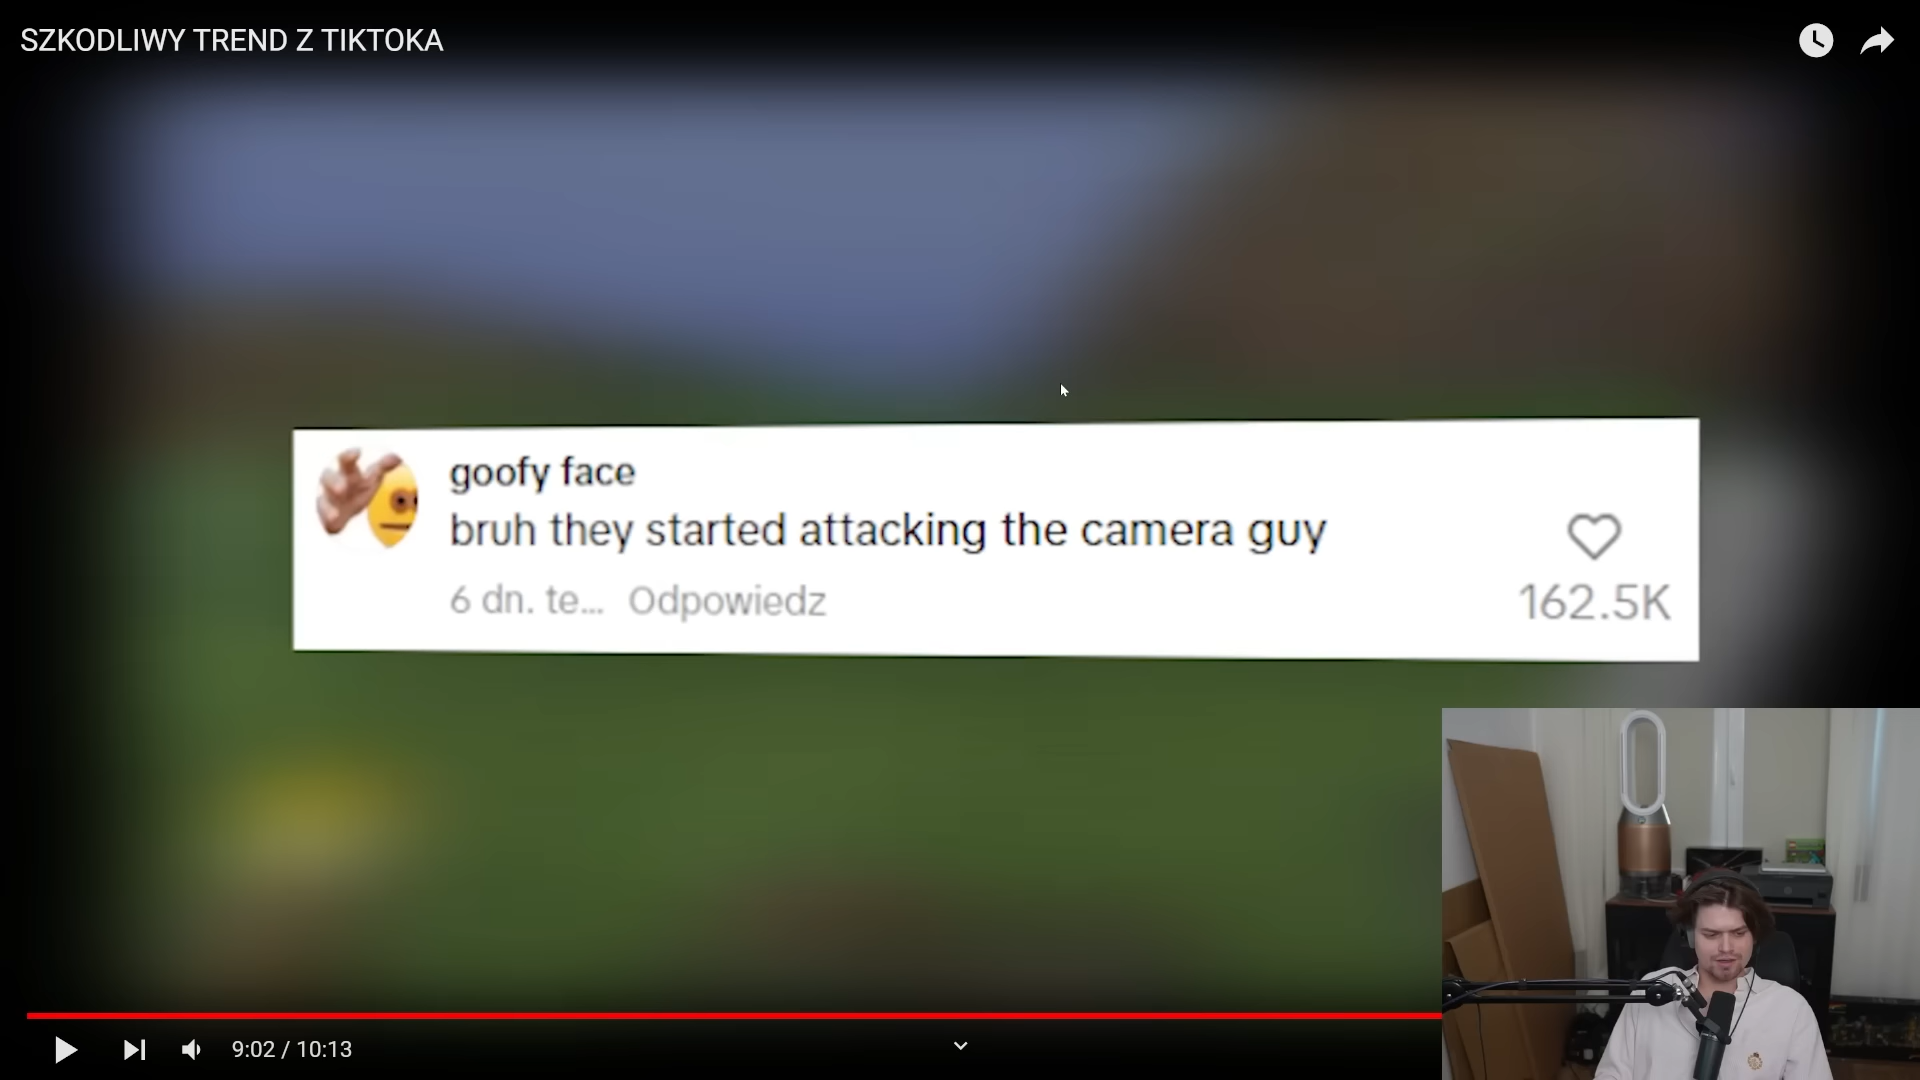 SZKODLIWY TREND Z TIKTOKA
goofy face
bruh they started attacking the camera guy
6 dn. te... Odpowiedz
162.5K
9:02 / 10:13